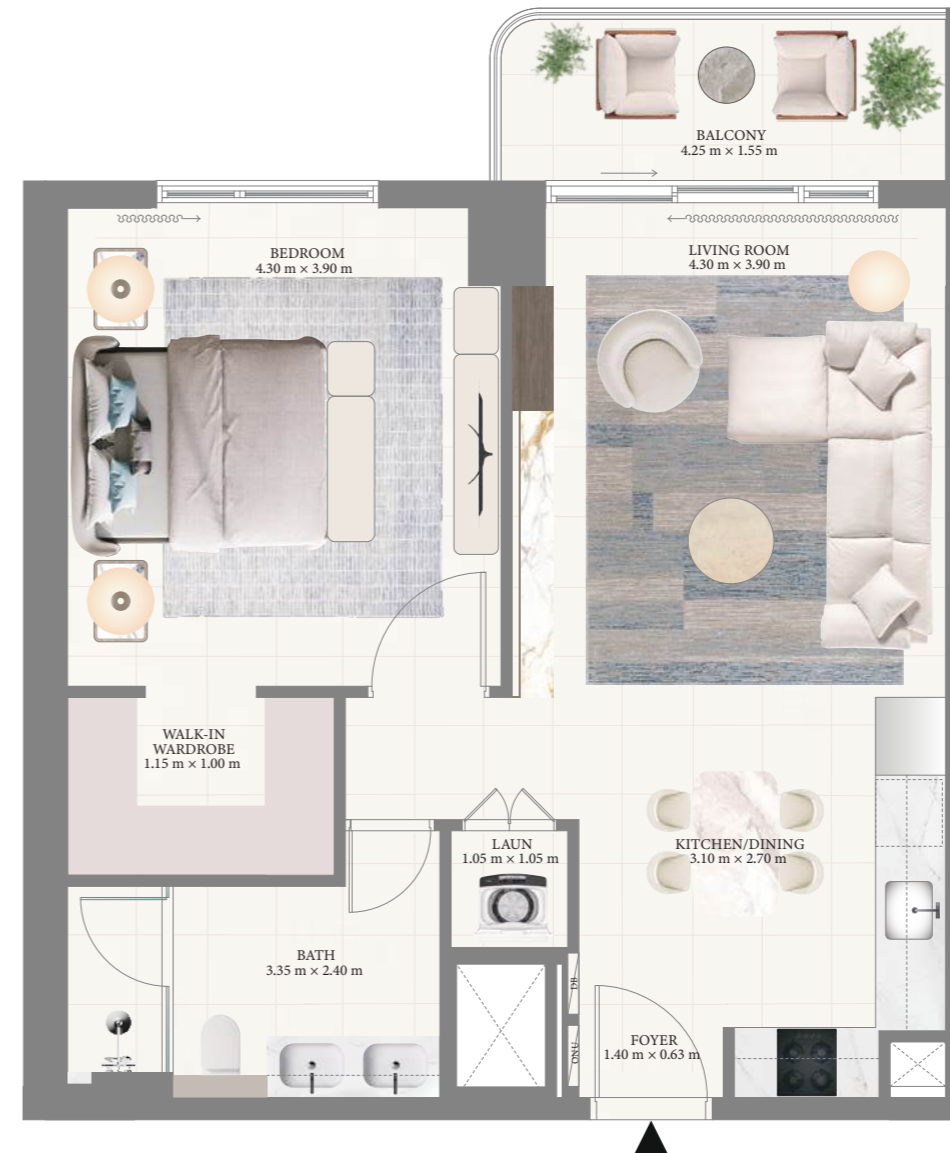 BALCONY
4.25 m × 1.55 m
BEDROOM
4.30 m × 3.90 m
LIVING ROOM
4.30 m × 3.90 m
WALK-IN
WARDROBE
1.15 m × 1.00 m
LAUN
1.05 m × 1.05 m
KITCHEN/DINING
3.10 m × 2.70 m
BATH
3.35 m × 2.40 m
DB
ONU
FOYER
1.40 m × 0.63 m